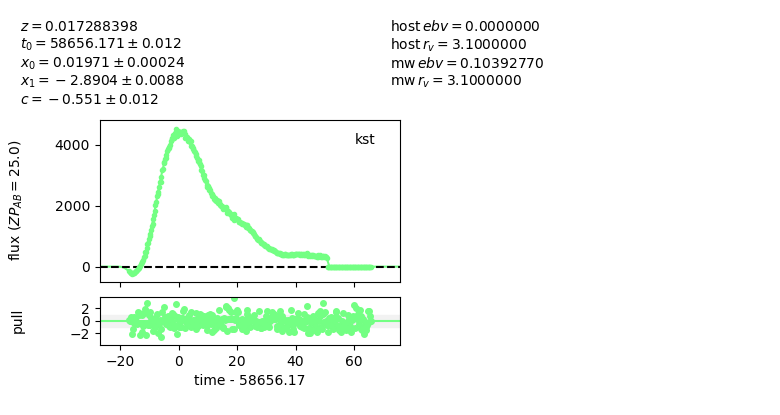 z = 0.017288398
t₀ = 58656.171 ± 0.012
x₀ = 0.01971 ± 0.00024
x₁ = −2.8904 ± 0.0088
c = −0.551 ± 0.012
host ebv = 0.0000000
host r_v = 3.1000000
mw ebv = 0.10392770
mw r_v = 3.1000000
kst
4000
2000
0
flux (ZP_AB = 25.0)
2
0
−2
pull
−20 0 20 40 60
time - 58656.17